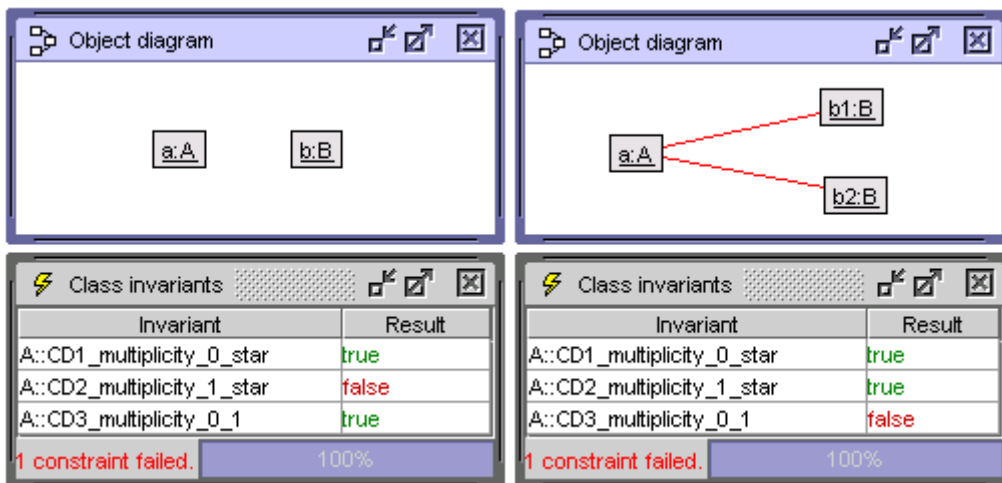 Object diagram
a:A
b:B
Object diagram
b1:B
a:A
b2:B
Class invariants
Invariant Result
A::CD1_multiplicity_0_star true
A::CD2_multiplicity_1_star false
A::CD3_multiplicity_0_1 true
1 constraint failed. 100%
Class invariants
Invariant Result
A::CD1_multiplicity_0_star true
A::CD2_multiplicity_1_star true
A::CD3_multiplicity_0_1 false
1 constraint failed. 100%